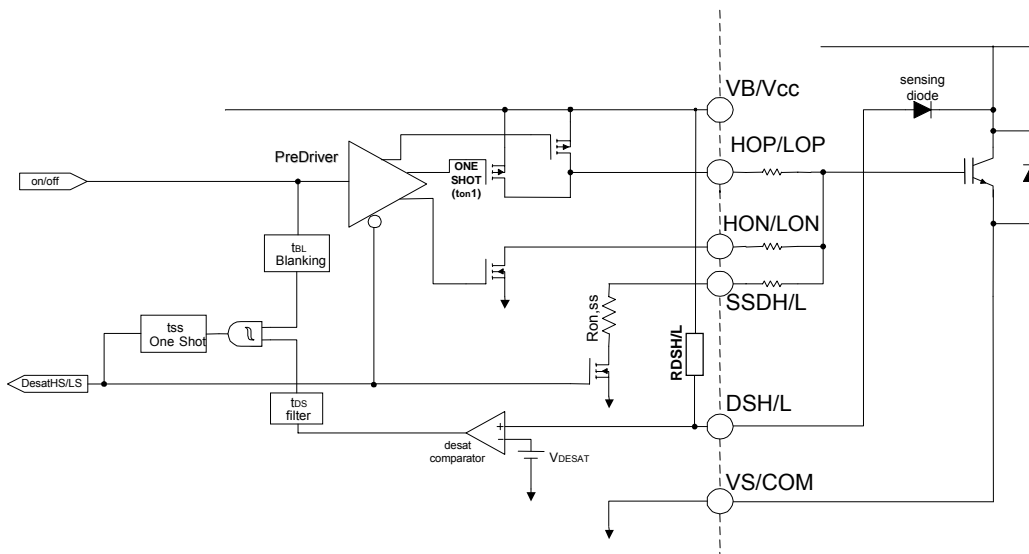 sensing
diode
VB/Vcc
HOP/LOP
PreDriver
ONE
SHOT
(ton1)
on/off
HON/LON
tBL
Blanking
SSDH/L
Ron,ss
tss
One Shot
RDSH/L
DesatHS/LS
DSH/L
tDS
filter
+
-
desat
comparator
VDESAT
VS/COM